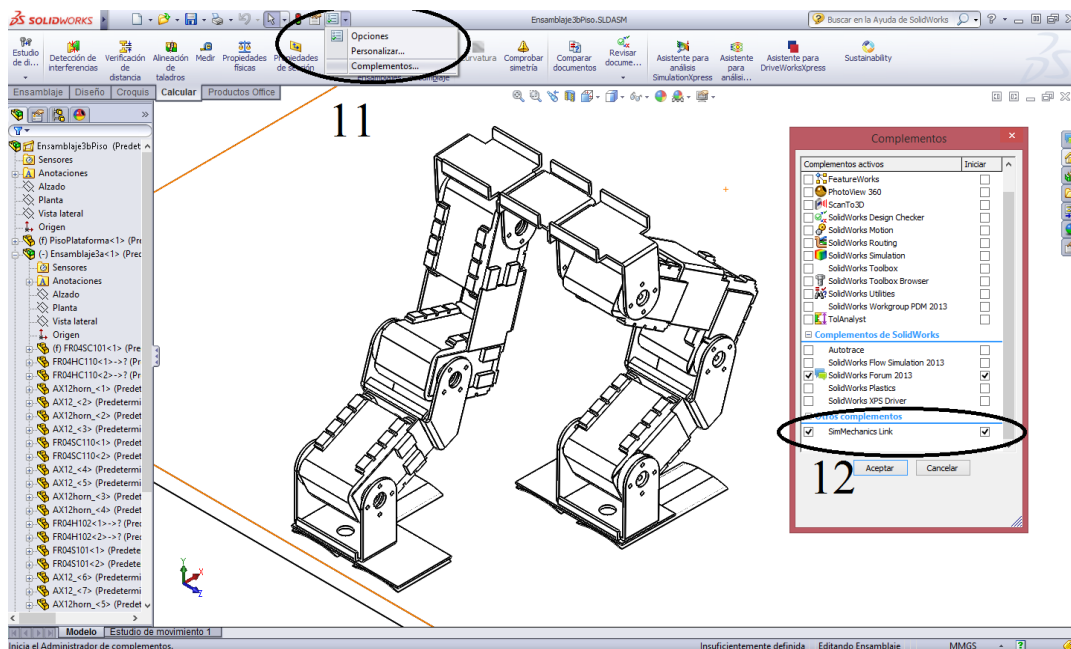 SOLIDWORKS
Ensamblaje3bPiso.SLDASM
Buscar en la Ayuda de SolidWorks
Opciones
Personalizar...
Complementos...
Estudio de di...
Detección de interferencias
Verificación de distancia
Alineación de taladros
Medir
Propiedades físicas
Propiedades de sección
Comprobar simetría
Comparar documentos
Revisar docume...
Asistente para análisis SimulationXpress
Asistente para análisi...
Asistente para DriveWorksXpress
Sustainability
Ensamblaje
Diseño
Croquis
Calcular
Productos Office
11
Ensamblaje3bPiso (Predet
Sensores
Anotaciones
Alzado
Planta
Vista lateral
Origen
(f) PisoPlataforma<1> (Pre
(-) Ensamblaje3a<1> (Prec
Sensores
Anotaciones
Alzado
Planta
Vista lateral
Origen
(f) FR04SC101<1> (Pre
FR04HC110<1>->? (Pr
FR04HC110<2>->? (Pr
AX12horn_<1> (Predet
AX12_<2> (Predetermi
AX12horn_<2> (Predet
AX12_<3> (Predetermi
FR04SC110<1> (Predet
FR04SC110<2> (Predet
AX12_<4> (Predetermi
AX12_<5> (Predetermi
AX12horn_<3> (Predet
AX12horn_<4> (Predet
FR04H102<1>->? (Prec
FR04H102<2>->? (Prec
FR04S101<1> (Predete
FR04S101<2> (Predete
AX12_<6> (Predetermi
AX12_<7> (Predetermi
AX12horn_<5> (Predet
Complementos
Complementos activos
Iniciar
FeatureWorks
PhotoView 360
ScanTo3D
SolidWorks Design Checker
SolidWorks Motion
SolidWorks Routing
SolidWorks Simulation
SolidWorks Toolbox
SolidWorks Toolbox Browser
SolidWorks Utilities
SolidWorks Workgroup PDM 2013
TolAnalyst
Complementos de SolidWorks
Autotrace
SolidWorks Flow Simulation 2013
SolidWorks Forum 2013
SolidWorks Plastics
SolidWorks XPS Driver
Otros complementos
SimMechanics Link
Aceptar
Cancelar
12
Y
X
Z
Modelo
Estudio de movimiento 1
Inicia el Administrador de complementos.
Insuficientemente definida
Editando Ensamblaje
MMGS